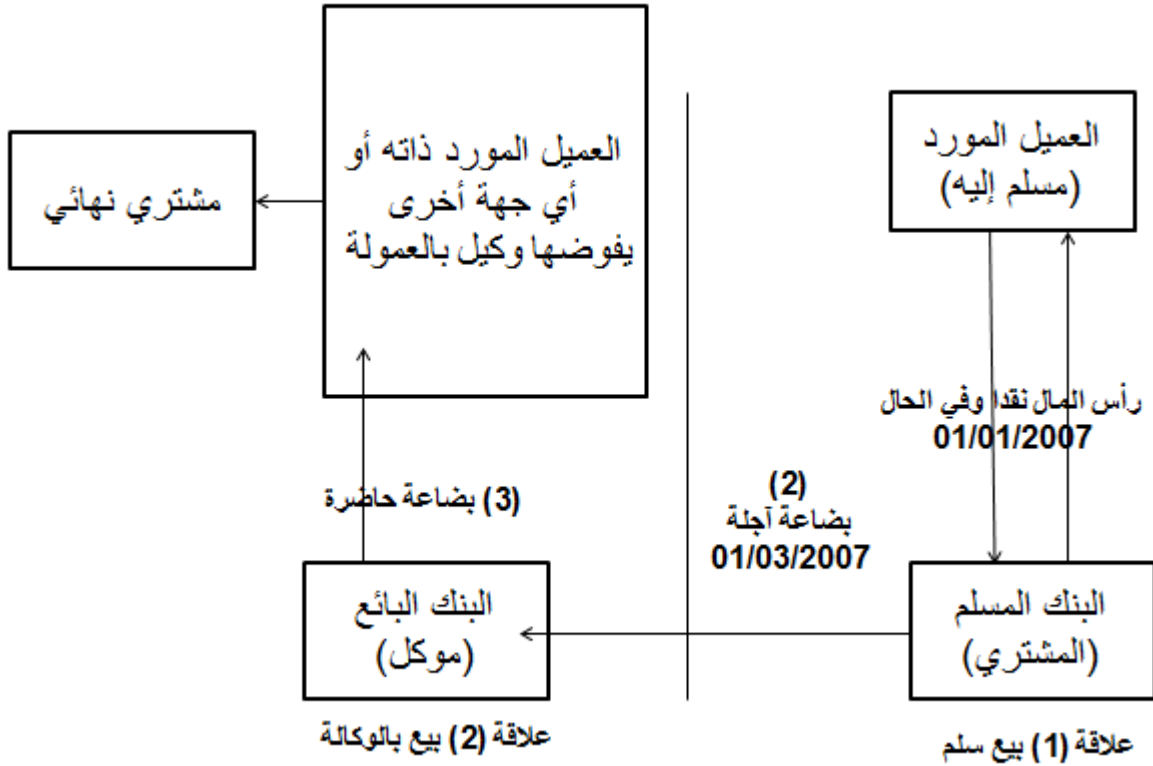 العميل المورد
(مسلم إليه)
العميل المورد ذاته أو
أي جهة أخرى
يفوضها وكيل بالعمولة
مشتري نهائي
رأس المال نقدا وفي الحال
01/01/2007
(2)
بضاعة آجلة
01/03/2007
(3) بضاعة حاضرة
البنك المسلم
(المشتري)
البنك البائع
(موكل)
علاقة (1) بيع سلم
علاقة (2) بيع بالوكالة